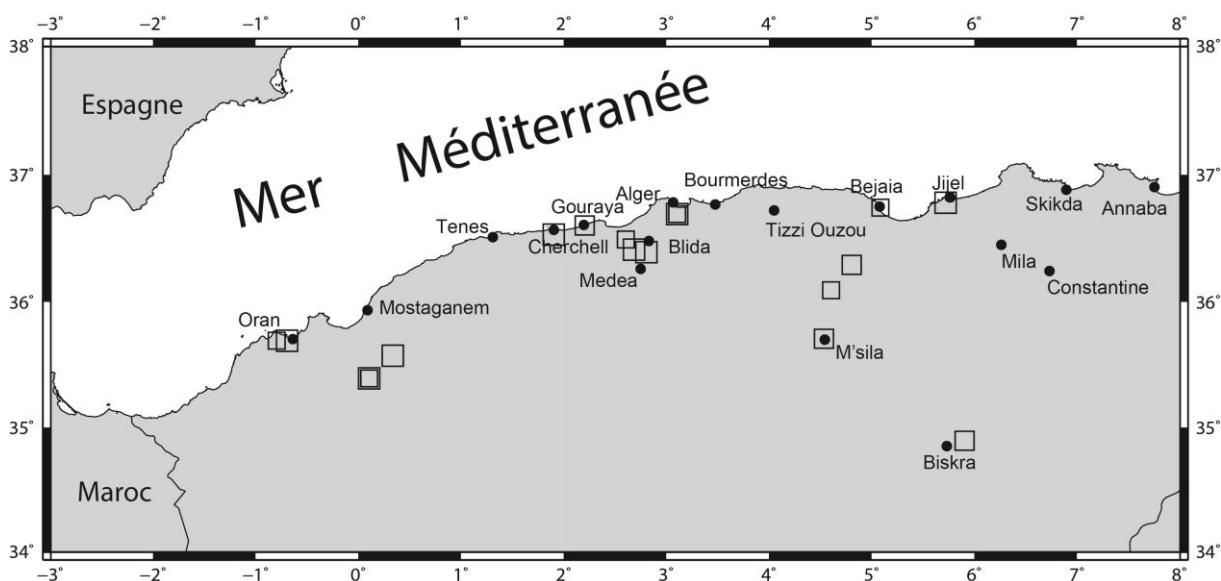 −3˚ −2˚ −1˚ 0˚ 1˚ 2˚ 3˚ 4˚ 5˚ 6˚ 7˚ 8˚
38˚ 38˚
Espagne
Mer Méditerranée
37˚ 37˚
Alger Bourmerdes Bejaia Jijel
Skikda Annaba
Gouraya
Tenes Cherchell Blida Tizzi Ouzou
Medea Mila
Constantine
36˚ 36˚
Oran Mostaganem
M'sila
35˚ 35˚
Biskra
Maroc
34˚ 34˚
−3˚ −2˚ −1˚ 0˚ 1˚ 2˚ 3˚ 4˚ 5˚ 6˚ 7˚ 8˚